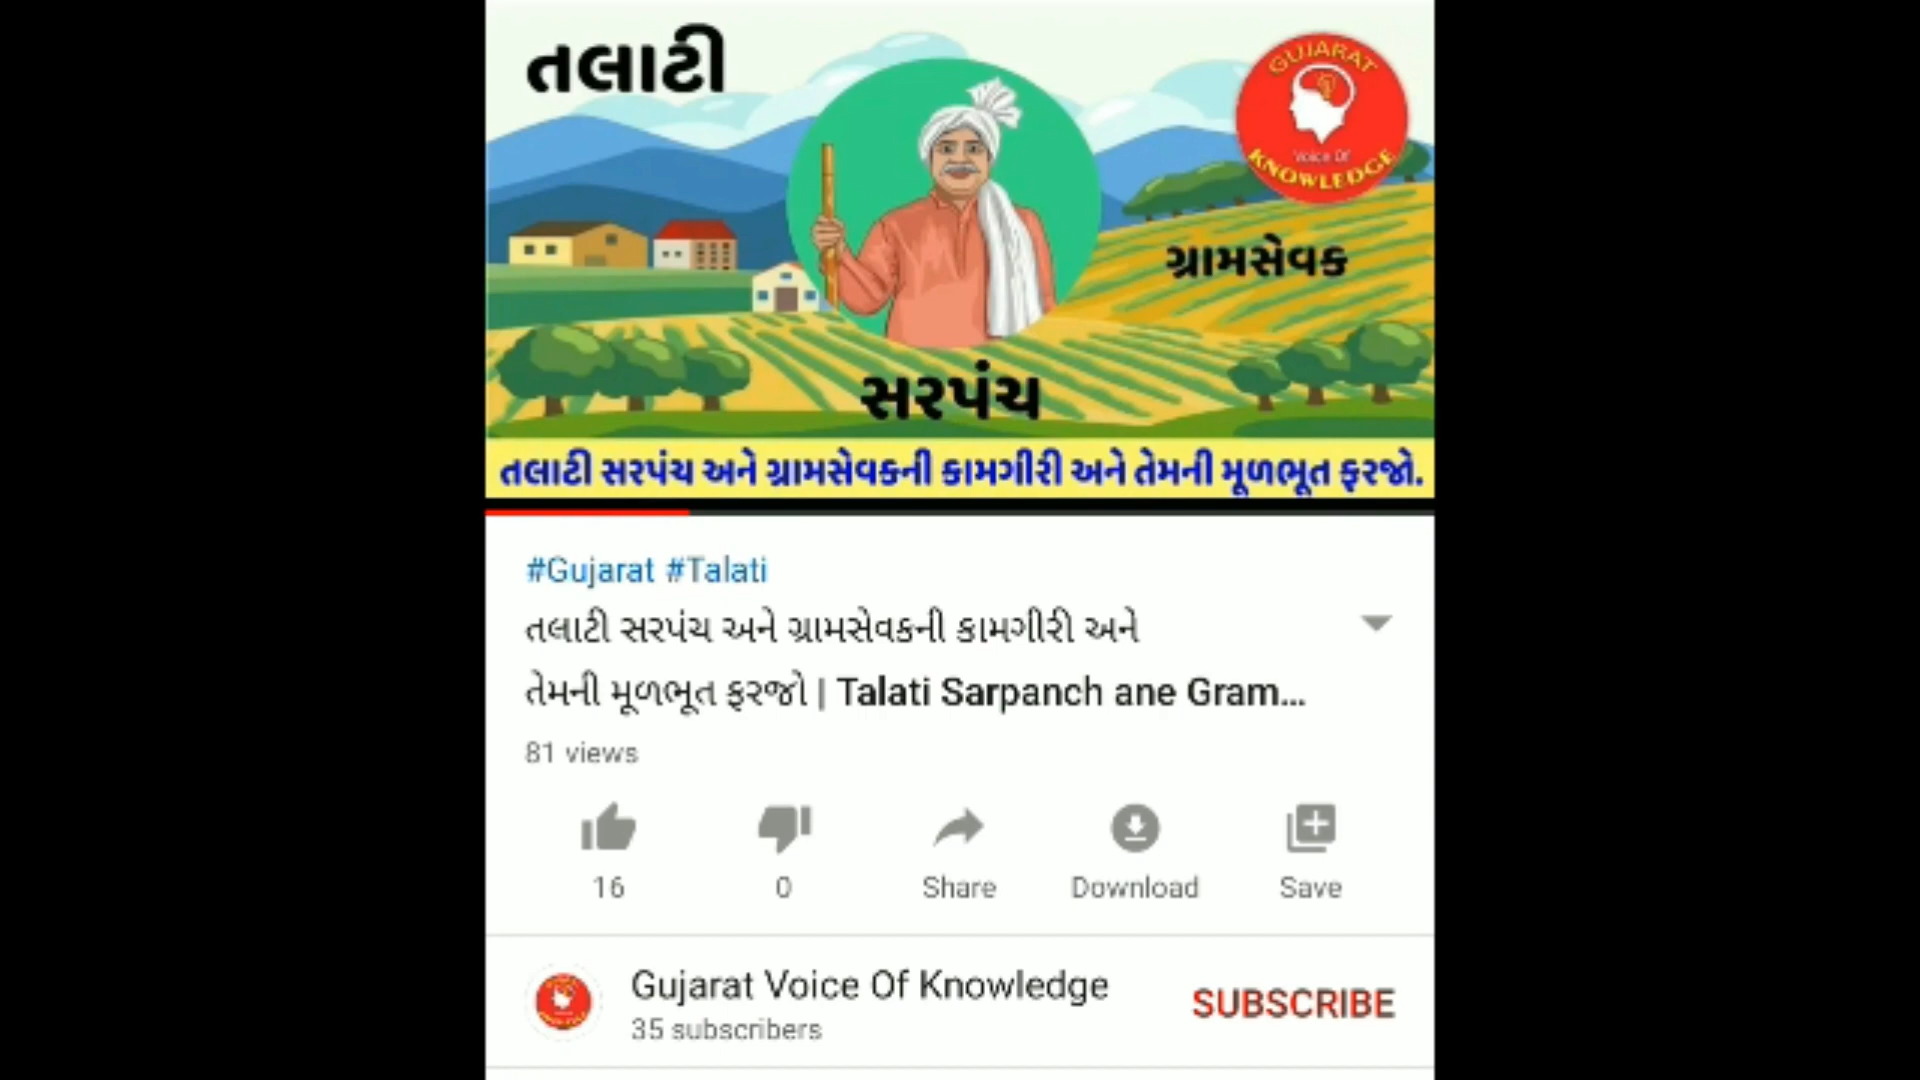 તલાટી
GUJARAT
Voice Of
KNOWLEDGE
ગ્રામસેવક
સરપંચ
તલાટી સરપંચ અને ગ્રામસેવકની કામગીરી અને તેમની મૂળભૂત ફરજો.
#Gujarat #Talati
તલાટી સરપંચ અને ગ્રામસેવકની કામગીરી અને
તેમની મૂળભૂત ફરજો | Talati Sarpanch ane Gram...
81 views
16
0
Share
Download
Save
Gujarat Voice Of Knowledge
SUBSCRIBE
35 subscribers